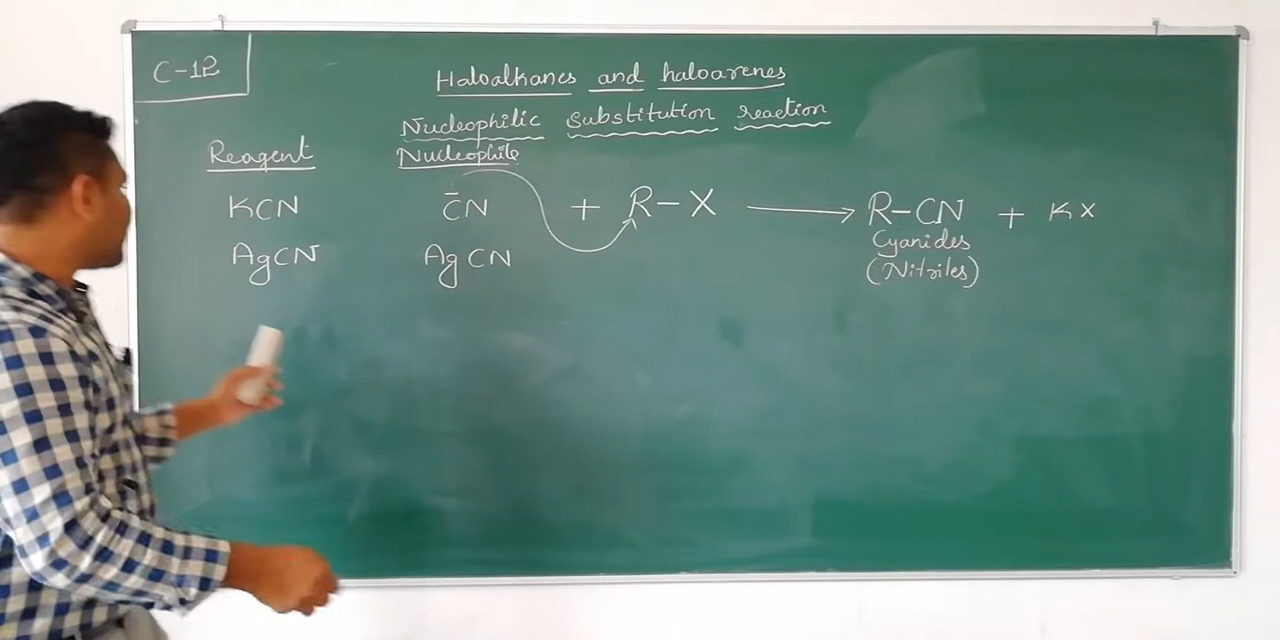 C-12
Haloalkanes and haloarenes
Nucleophilic Substitution reaction
Reagent Nucleophile
KCN C̄N + R-X ⟶ R-CN + KX
AgCN AgCN Cyanides
(Nitriles)